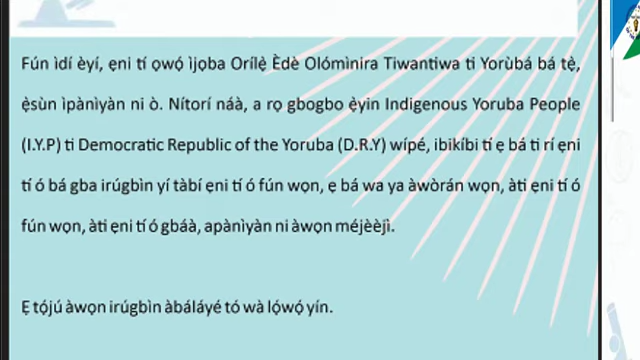 Fún ìdí èyí, ẹni tí ọwọ́ ìjọba Orílẹ̀ Èdè Olómìnira Tiwantiwa ti Yorùbá bá tẹ̀,
ẹ̀sùn ìpànìyàn ni ò. Nítorí náà, a rọ gbogbo ẹ̀yin Indigenous Yoruba People
(I.Y.P) ti Democratic Republic of the Yoruba (D.R.Y) wípé, ibikíbi tí ẹ bá ti rí ẹni
tí ó bá gba irúgbìn yí tàbí ẹni tí ó fún wọn, ẹ bá wa ya àwòrán wọn, àti ẹni tí ó
fún wọn, àti ẹni tí ó gbáà, apànìyàn ni àwọn méjèèjì.
Ẹ tọ́jú àwọn irúgbìn àbáláyé tó wà lọ́wọ́ yín.